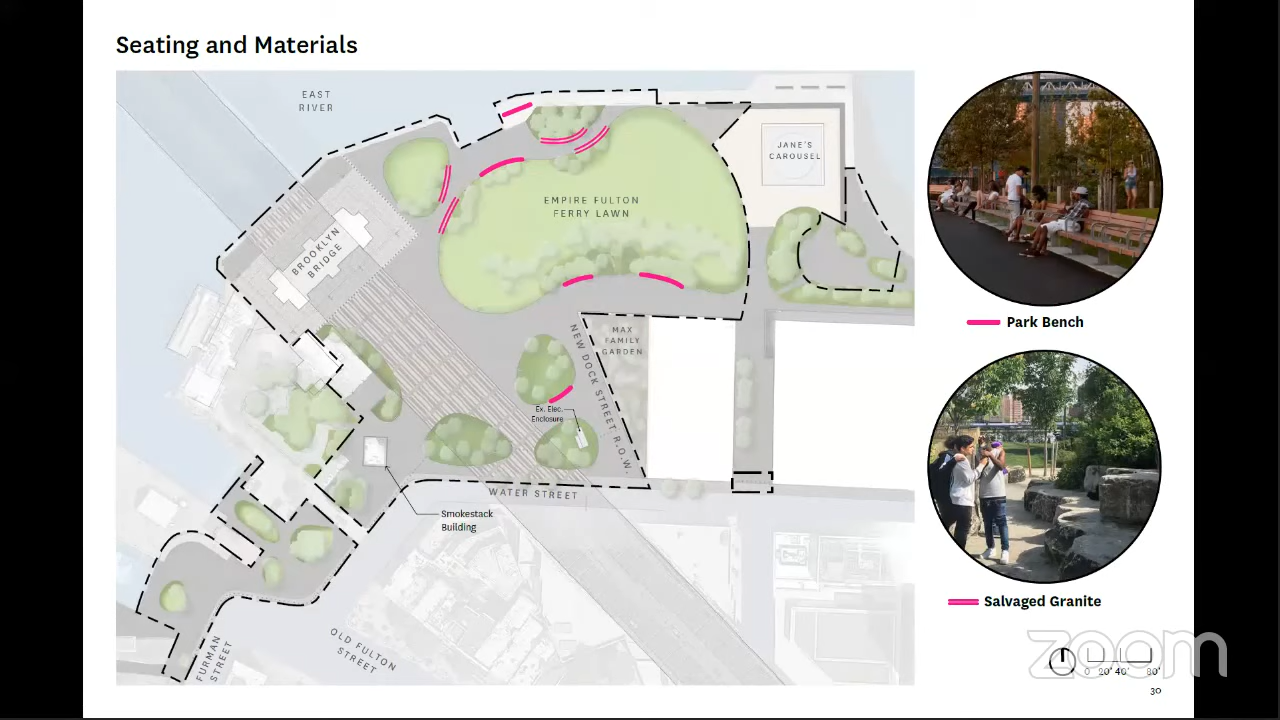 Seating and Materials
EAST
RIVER
JANE'S
CAROUSEL
EMPIRE FULTON
FERRY LAWN
BROOKLYN
BRIDGE
MAX
FAMILY
GARDEN
NEW DOCK STREET R.O.W.
Ex. Elec.
Enclosure
WATER STREET
Smokestack
Building
OLD FULTON
STREET
FURMAN
STREET
Park Bench
Salvaged Granite
zoom
0 20' 40' 80'
30